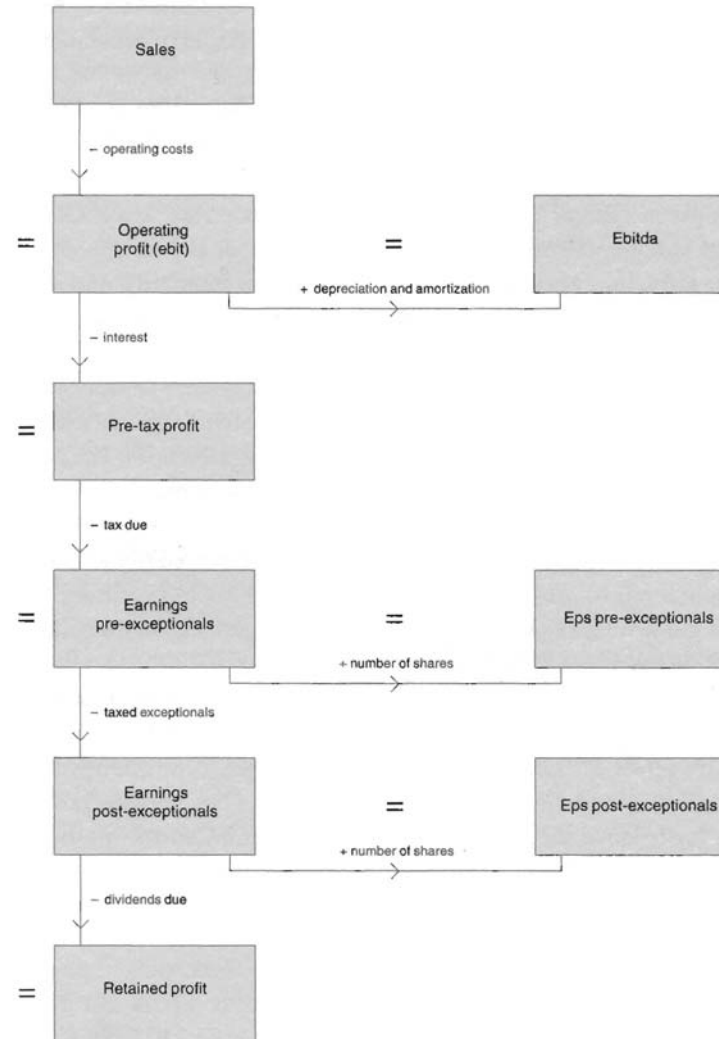 Sales
− operating costs
= Operating
profit (ebit)
= Ebitda
+ depreciation and amortization
− interest
= Pre-tax profit
− tax due
= Earnings
pre-exceptionals
= Eps pre-exceptionals
+ number of shares
− taxed exceptionals
Earnings
post-exceptionals
= Eps post-exceptionals
+ number of shares
− dividends due
= Retained profit